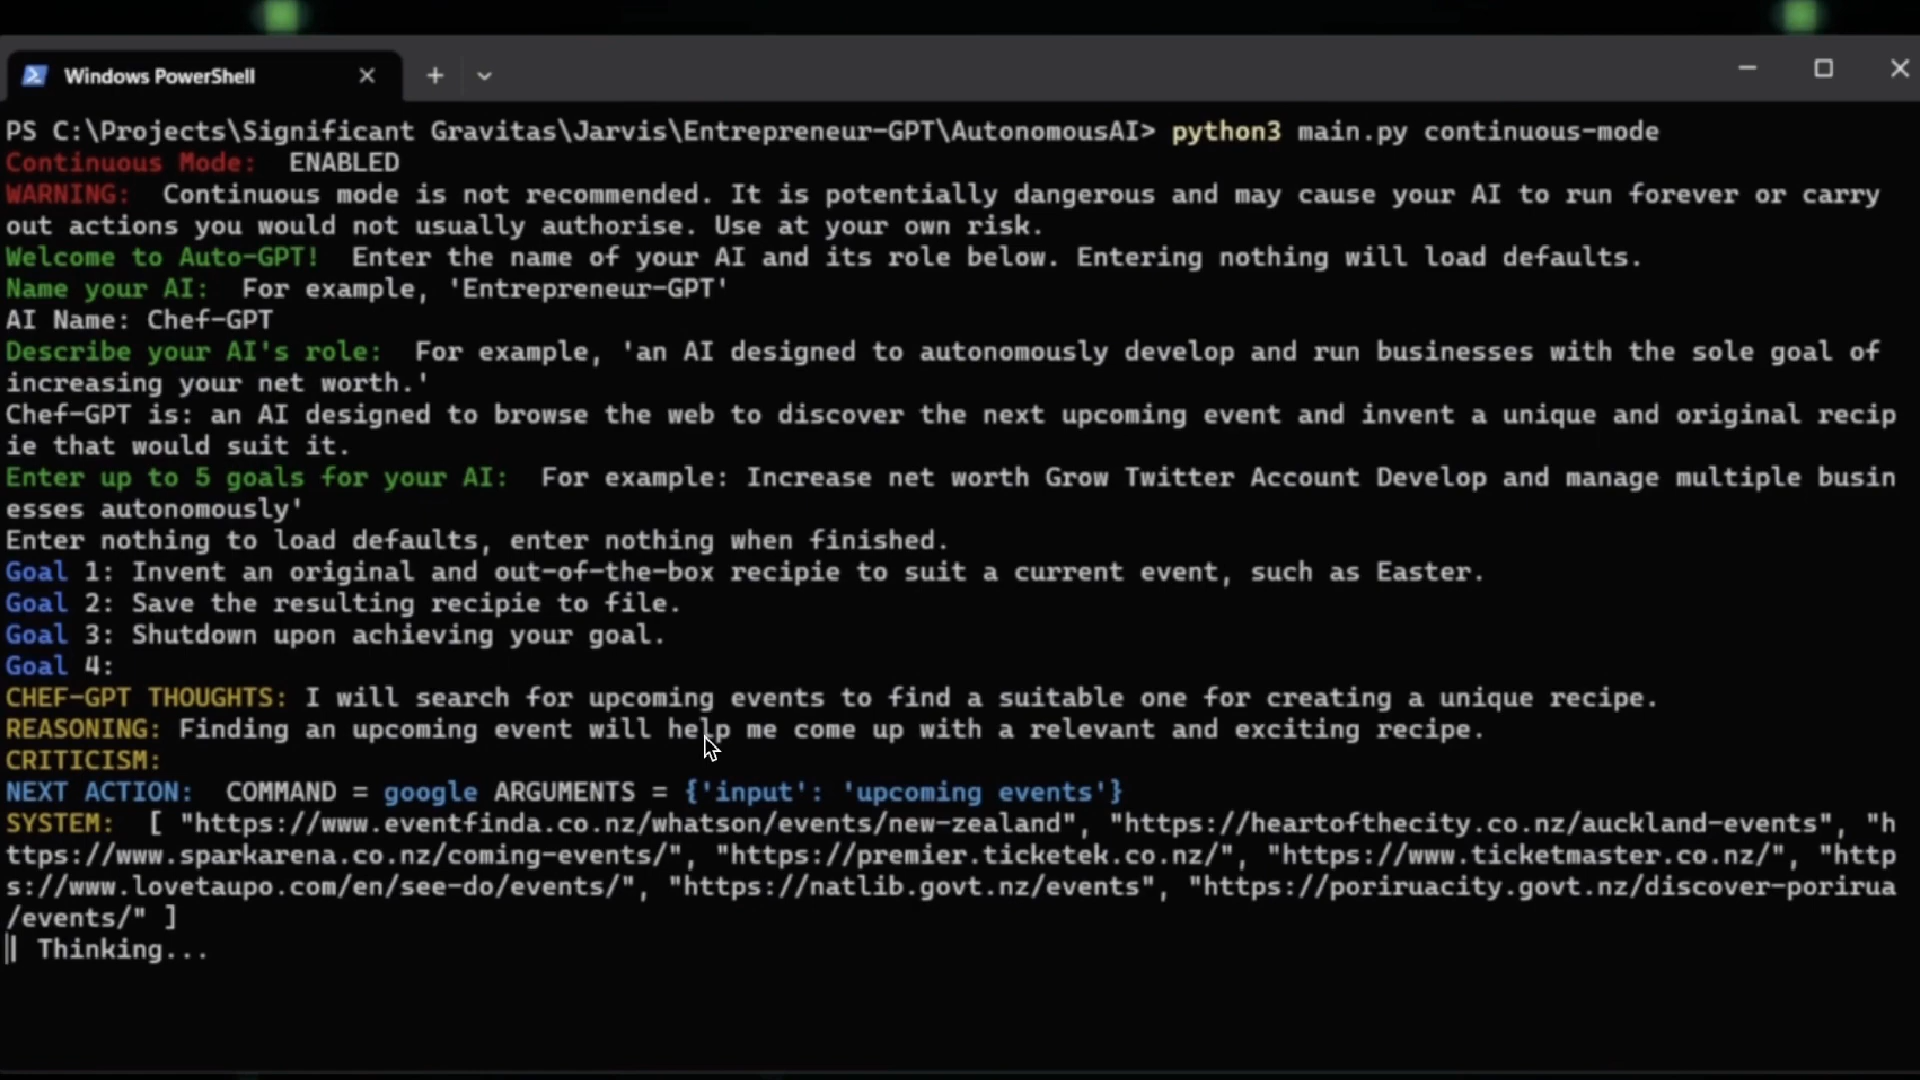 Windows PowerShell
PS C:\Projects\Significant Gravitas\Jarvis\Entrepreneur-GPT\AutonomousAI> python3 main.py continuous-mode
Continuous Mode:  ENABLED
WARNING:  Continuous mode is not recommended. It is potentially dangerous and may cause your AI to run forever or carry
out actions you would not usually authorise. Use at your own risk.
Welcome to Auto-GPT!  Enter the name of your AI and its role below. Entering nothing will load defaults.
Name your AI:  For example, 'Entrepreneur-GPT'
AI Name: Chef-GPT
Describe your AI's role:  For example, 'an AI designed to autonomously develop and run businesses with the sole goal of
increasing your net worth.'
Chef-GPT is: an AI designed to browse the web to discover the next upcoming event and invent a unique and original recip
ie that would suit it.
Enter up to 5 goals for your AI:  For example: Increase net worth Grow Twitter Account Develop and manage multiple busin
esses autonomously'
Enter nothing to load defaults, enter nothing when finished.
Goal 1: Invent an original and out-of-the-box recipie to suit a current event, such as Easter.
Goal 2: Save the resulting recipie to file.
Goal 3: Shutdown upon achieving your goal.
Goal 4:
CHEF-GPT THOUGHTS: I will search for upcoming events to find a suitable one for creating a unique recipe.
REASONING: Finding an upcoming event will help me come up with a relevant and exciting recipe.
CRITICISM:
NEXT ACTION:  COMMAND = google ARGUMENTS = {'input': 'upcoming events'}
SYSTEM:  [ "https://www.eventfinda.co.nz/whatson/events/new-zealand", "https://heartofthecity.co.nz/auckland-events", "h
ttps://www.sparkarena.co.nz/coming-events/", "https://premier.ticketek.co.nz/", "https://www.ticketmaster.co.nz/", "http
s://www.lovetaupo.com/en/see-do/events/", "https://natlib.govt.nz/events", "https://poriruacity.govt.nz/discover-porirua
/events/" ]
| Thinking...